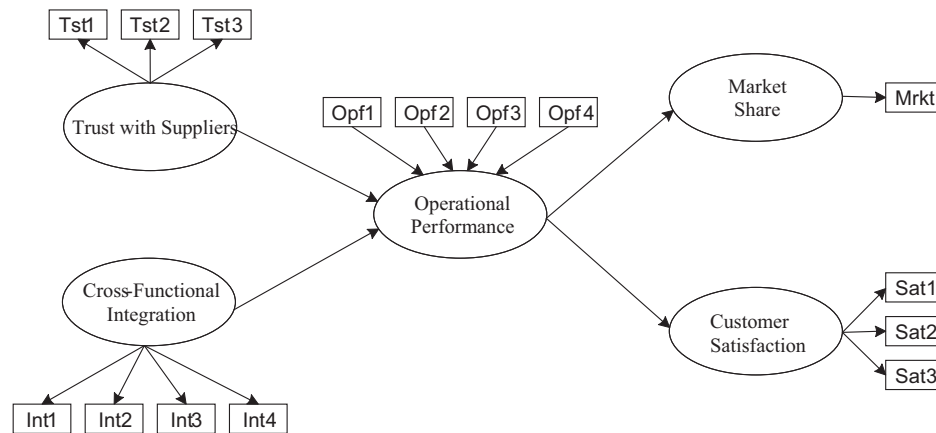 Tst1
Tst2
Tst3
Trust with Suppliers
Opf1
Opf2
Opf3
Opf4
Market
Share
Mrkt
Operational
Performance
Cross-Functional
Integration
Customer
Satisfaction
Sat1
Sat2
Sat3
Int1
Int2
Int3
Int4